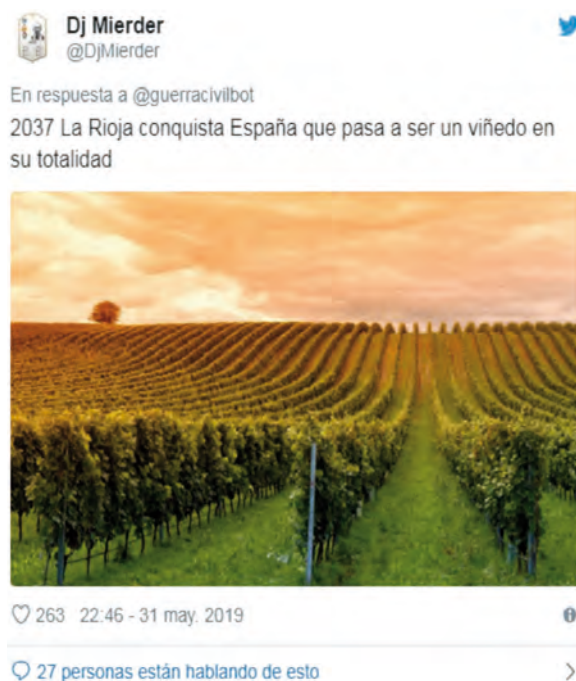 Dj Mierder
@DjMierder
En respuesta a @guerracivilbot
2037 La Rioja conquista España que pasa a ser un viñedo en
su totalidad
263 22:46 - 31 may. 2019
27 personas están hablando de esto